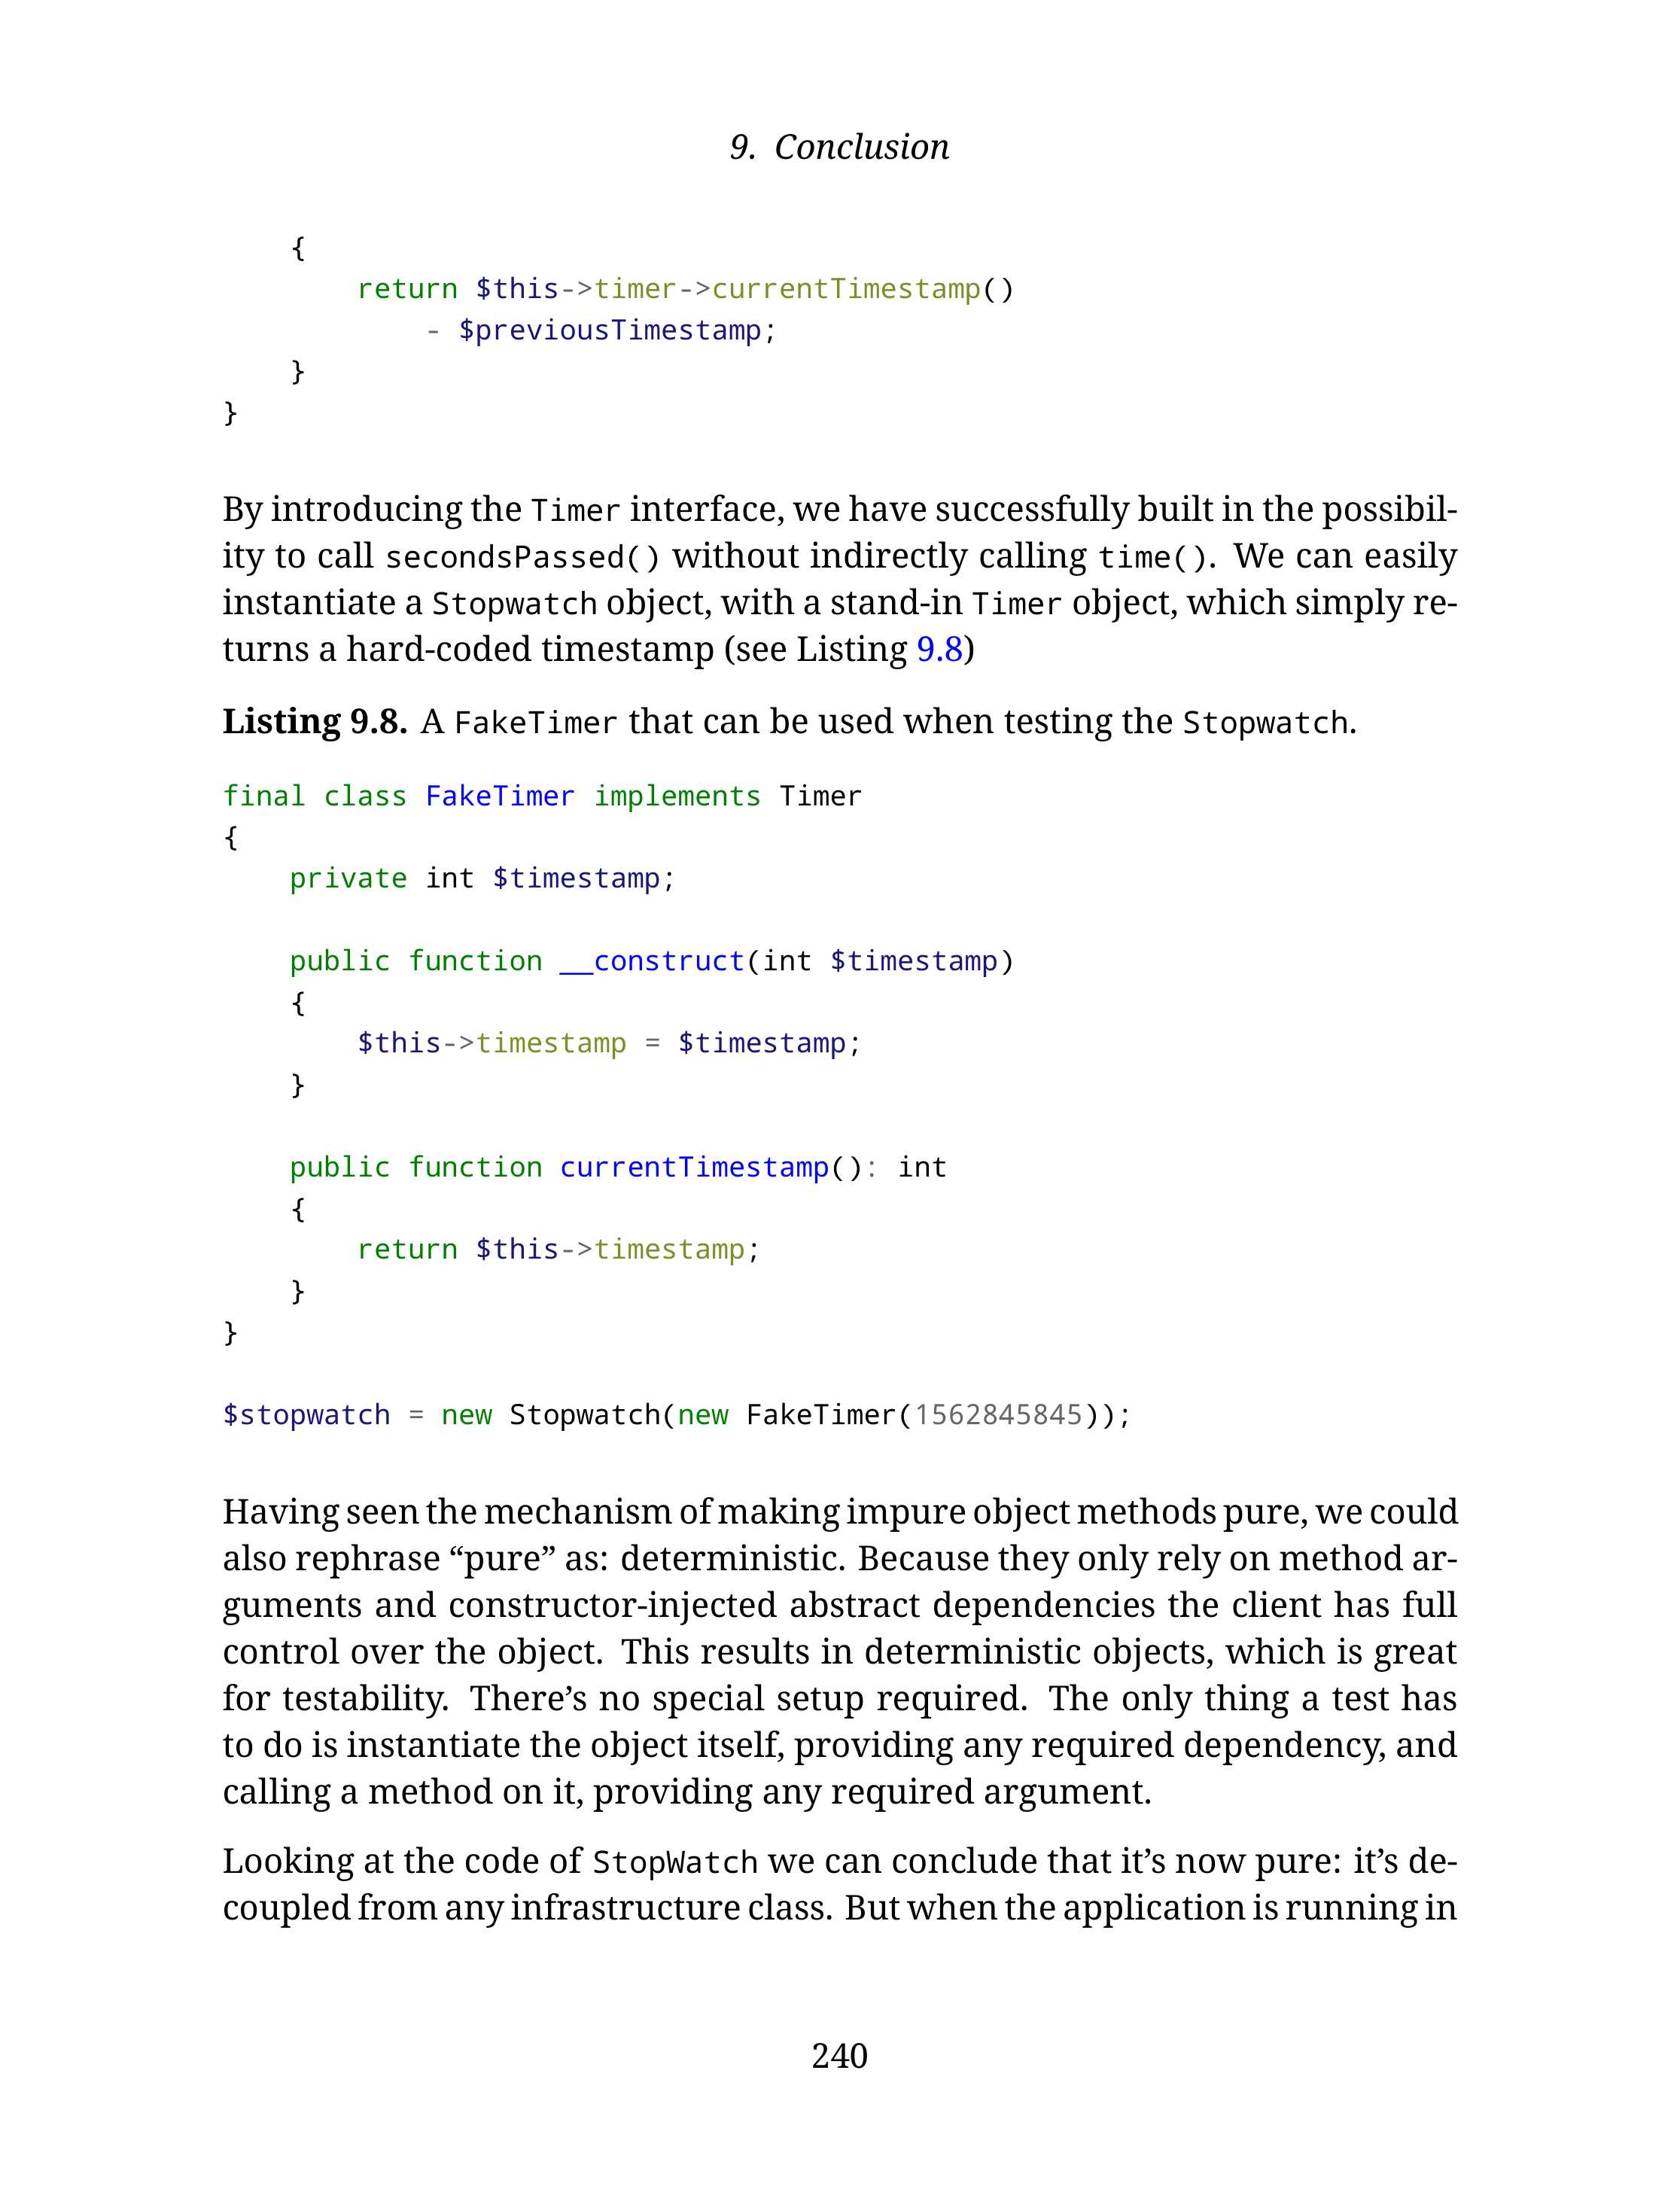 9. Conclusion
    {
        return $this->timer->currentTimestamp()
            - $previousTimestamp;
    }
}
By introducing the Timer interface, we have successfully built in the possibil-
ity to call secondsPassed() without indirectly calling time(). We can easily
instantiate a Stopwatch object, with a stand-in Timer object, which simply re-
turns a hard-coded timestamp (see Listing 9.8)
Listing 9.8. A FakeTimer that can be used when testing the Stopwatch.
final class FakeTimer implements Timer
{
    private int $timestamp;

    public function __construct(int $timestamp)
    {
        $this->timestamp = $timestamp;
    }

    public function currentTimestamp(): int
    {
        return $this->timestamp;
    }
}

$stopwatch = new Stopwatch(new FakeTimer(1562845845));
Having seen the mechanism of making impure object methods pure, we could
also rephrase “pure” as: deterministic. Because they only rely on method ar-
guments and constructor-injected abstract dependencies the client has full
control over the object. This results in deterministic objects, which is great
for testability. There’s no special setup required. The only thing a test has
to do is instantiate the object itself, providing any required dependency, and
calling a method on it, providing any required argument.
Looking at the code of StopWatch we can conclude that it’s now pure: it’s de-
coupled from any infrastructure class. But when the application is running in
240